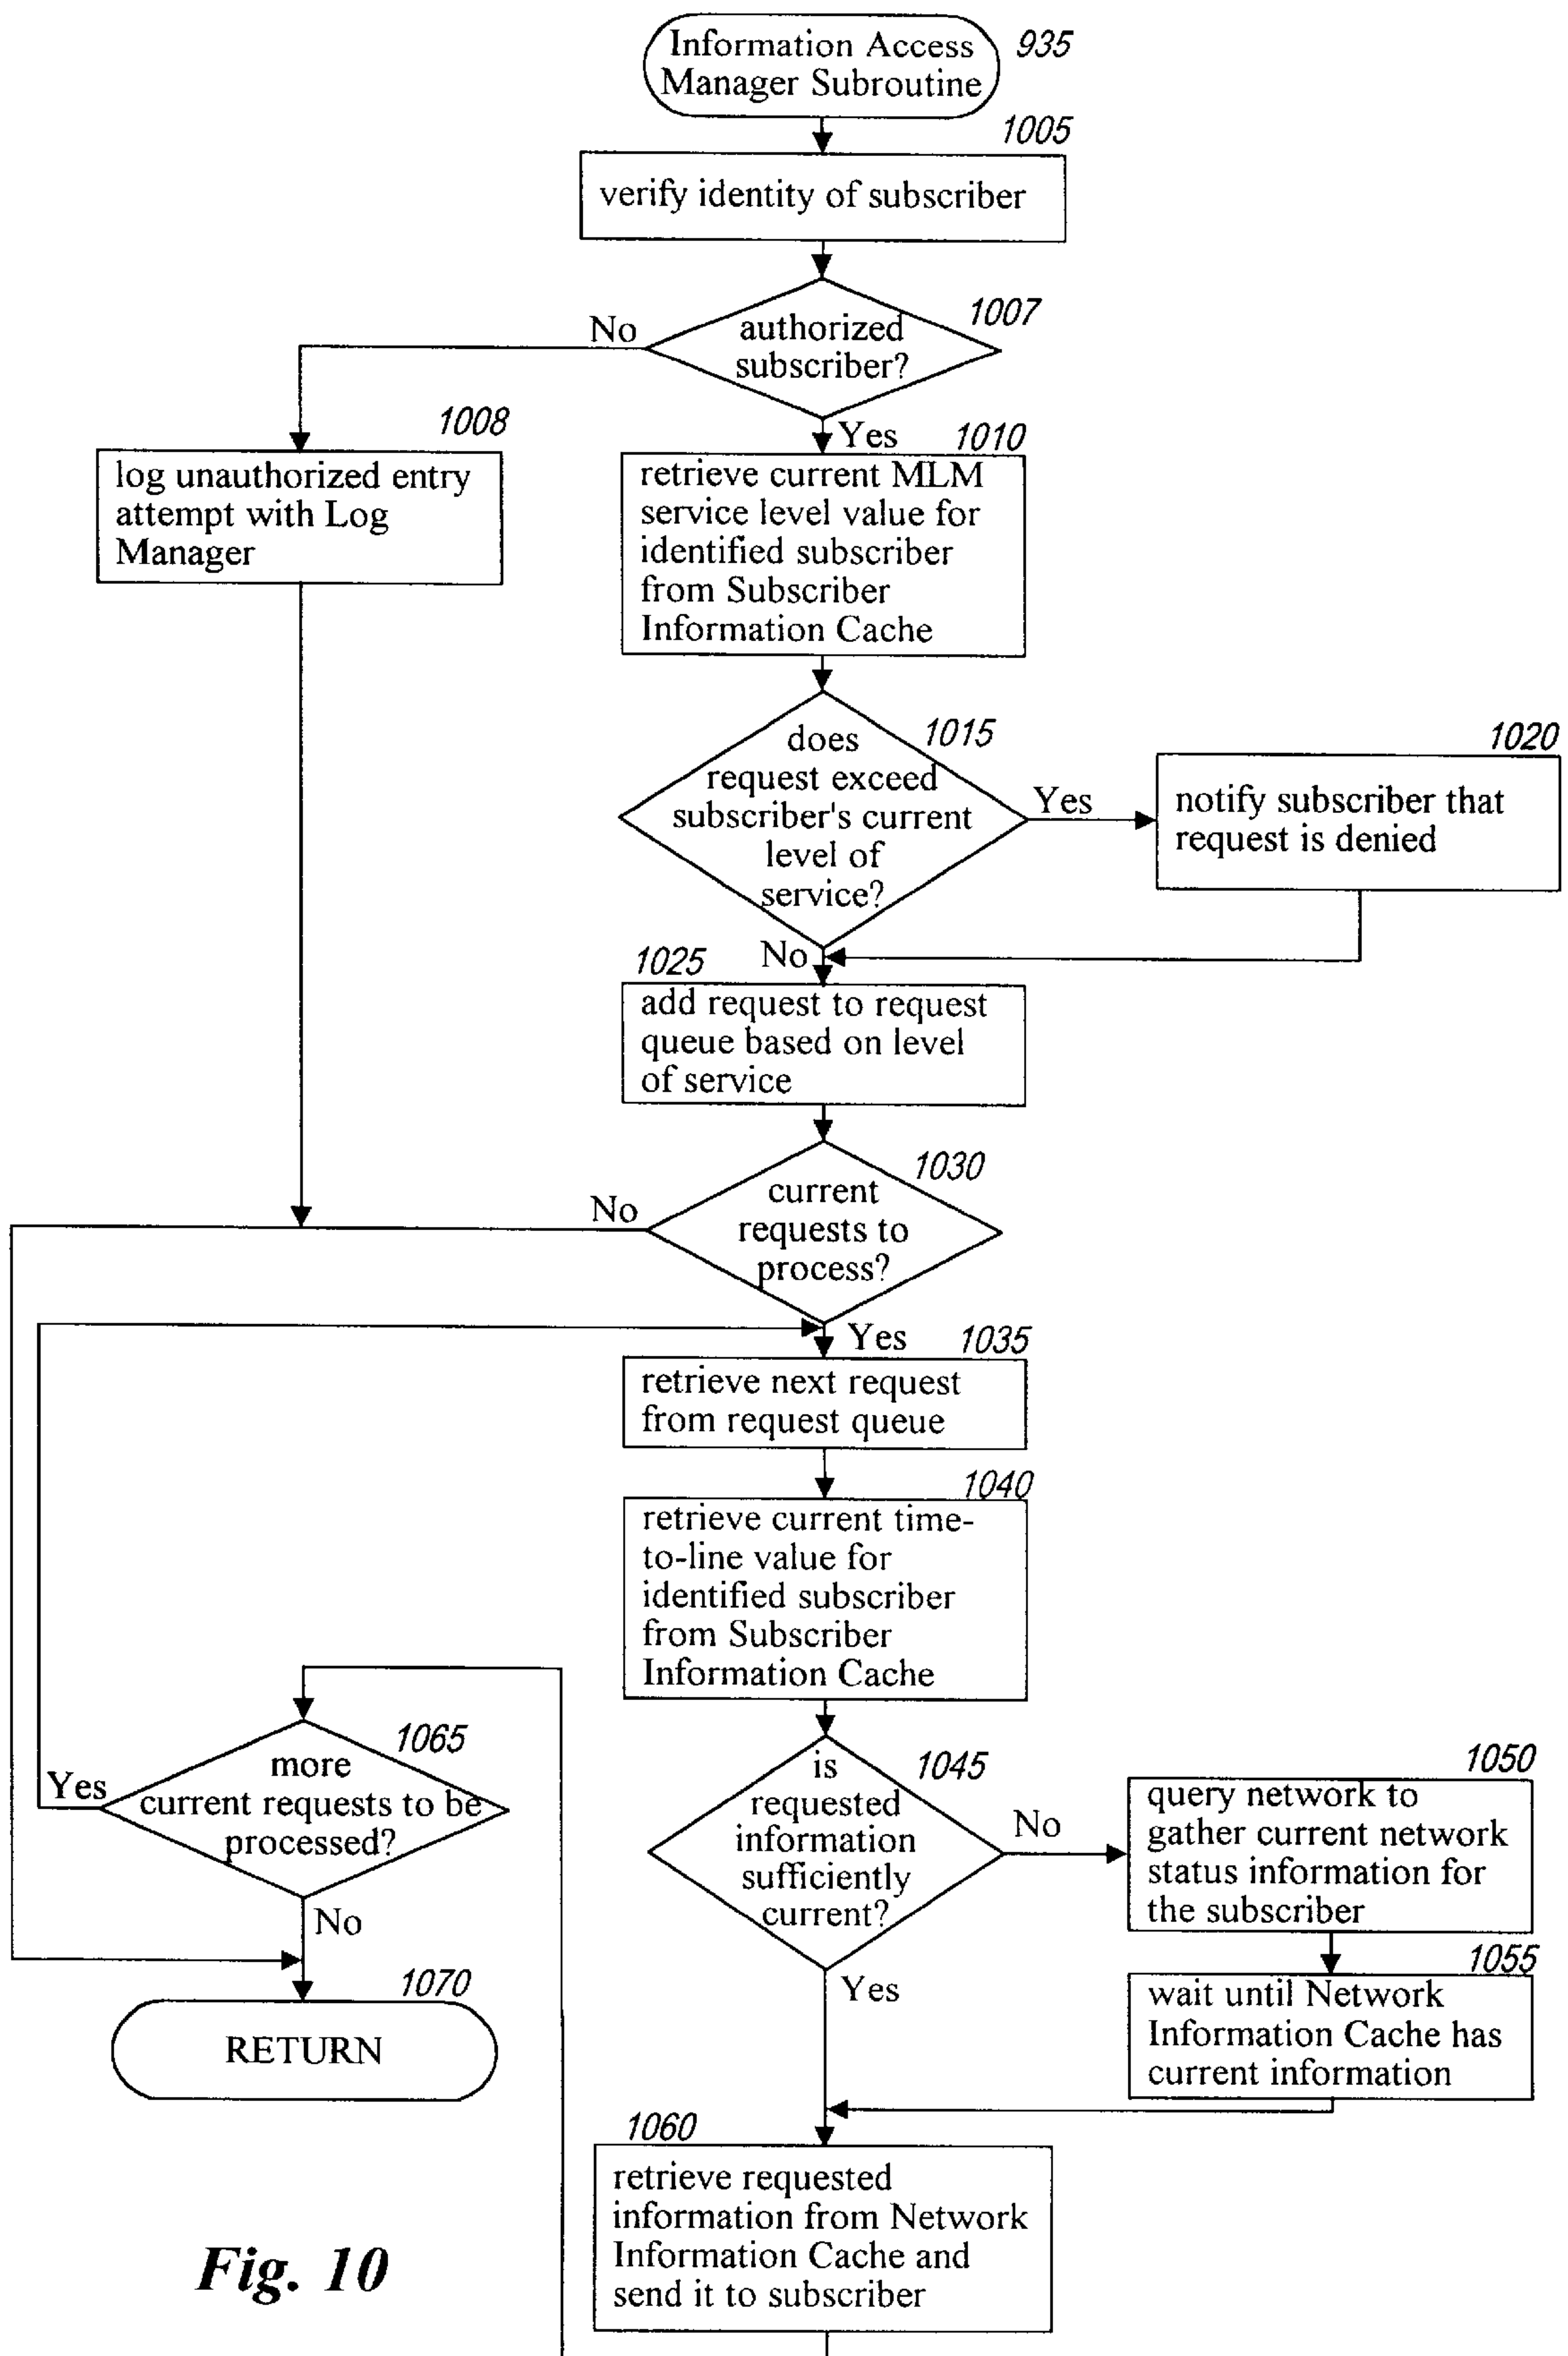 Information Access
Manager Subroutine
935
1005
verify identity of subscriber
1007
No
authorized
subscriber?
1008
Yes
1010
log unauthorized entry
attempt with Log
Manager
retrieve current MLM
service level value for
identified subscriber
from Subscriber
Information Cache
1015
does
request exceed
subscriber's current
level of
service?
Yes
1020
notify subscriber that
request is denied
1025
No
add request to request
queue based on level
of service
1030
No
current
requests to
process?
Yes
1035
retrieve next request
from request queue
1040
retrieve current time-
to-line value for
identified subscriber
from Subscriber
Information Cache
1065
more
current requests to be
processed?
Yes
No
1045
is
requested
information
sufficiently
current?
No
1050
query network to
gather current network
status information for
the subscriber
Yes
1055
wait until Network
Information Cache has
current information
1070
RETURN
1060
retrieve requested
information from Network
Information Cache and
send it to subscriber
Fig. 10